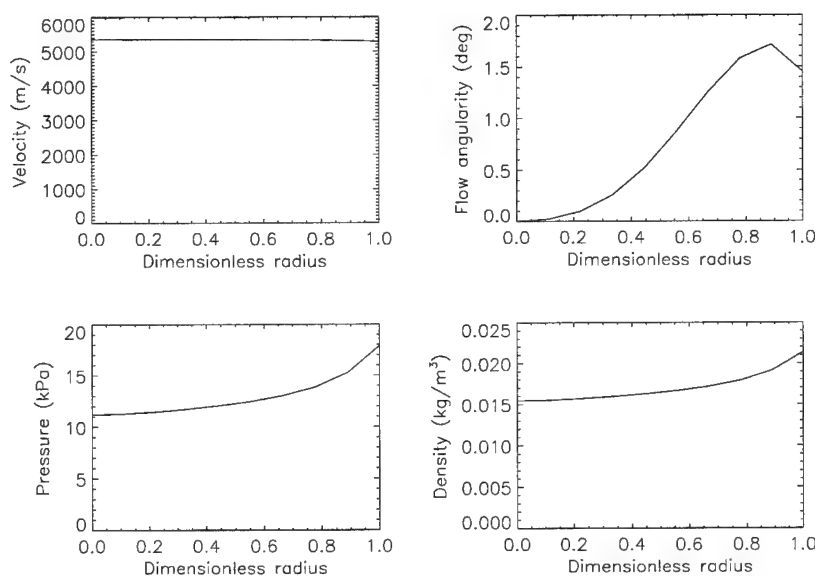 6000
5000
4000
3000
2000
1000
0
Velocity (m/s)
0.0 0.2 0.4 0.6 0.8 1.0
Dimensionless radius
2.0
1.5
1.0
0.5
0.0
Flow angularity (deg)
0.0 0.2 0.4 0.6 0.8 1.0
Dimensionless radius
20
15
10
5
0
Pressure (kPa)
0.0 0.2 0.4 0.6 0.8 1.0
Dimensionless radius
0.025
0.020
0.015
0.010
0.005
0.000
Density (kg/m³)
0.0 0.2 0.4 0.6 0.8 1.0
Dimensionless radius